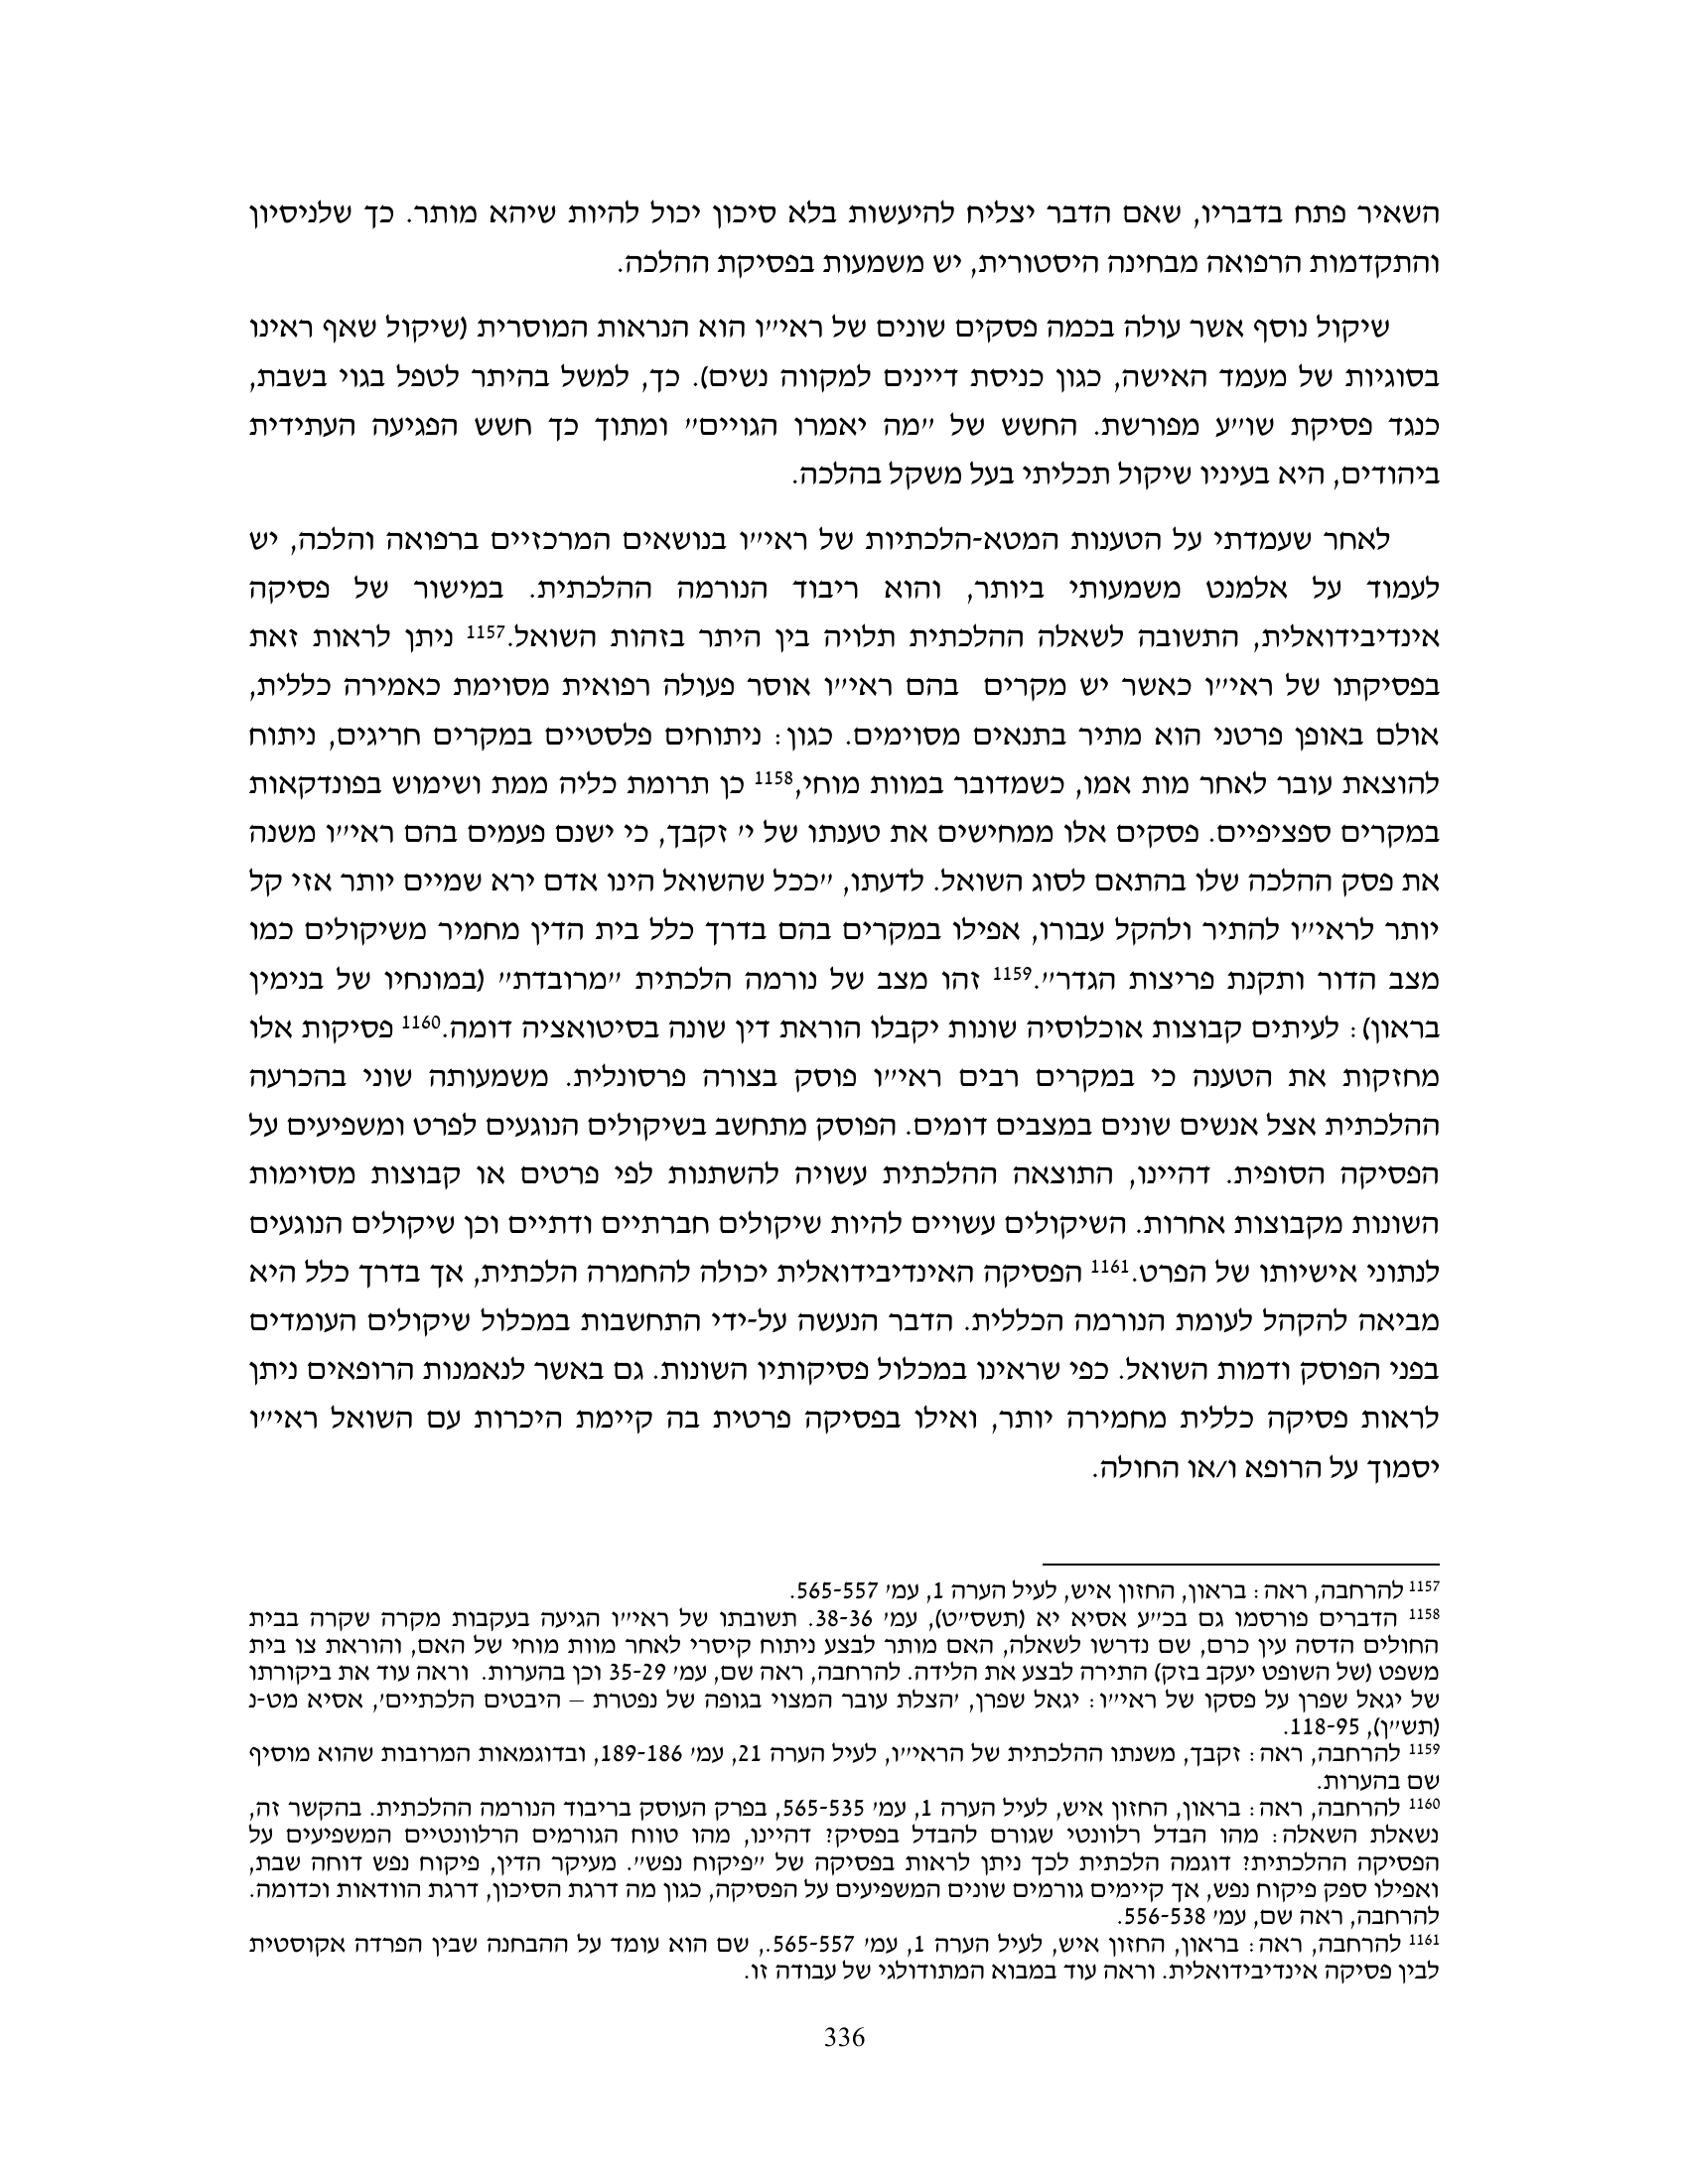 השאיר פתח בדבריו, שאם הדבר יצליח להיעשות בלא סיכון יכול להיות שיהא מותר. כך שלניסיון
והתקדמות הרפואה מבחינה היסטורית, יש משמעות בפסיקת ההלכה.
שיקול נוסף אשר עולה בכמה פסקים שונים של ראי״ו הוא הנראות המוסרית (שיקול שאף ראינו
בסוגיות של מעמד האישה, כגון כניסת דיינים למקווה נשים). כך, למשל בהיתר לטפל בגוי בשבת,
כנגד פסיקת שו״ע מפורשת. החשש של ״מה יאמרו הגויים״ ומתוך כך חשש הפגיעה העתידית
ביהודים, היא בעיניו שיקול תכליתי בעל משקל בהלכה.
לאחר שעמדתי על הטענות המטא-הלכתיות של ראי״ו בנושאים המרכזיים ברפואה והלכה, יש
לעמוד על אלמנט משמעותי ביותר, והוא ריבוד הנורמה ההלכתית. במישור של פסיקה
אינדיבידואלית, התשובה לשאלה ההלכתית תלויה בין היתר בזהות השואל.1157 ניתן לראות זאת
בפסיקתו של ראי״ו כאשר יש מקרים בהם ראי״ו אוסר פעולה רפואית מסוימת כאמירה כללית,
אולם באופן פרטני הוא מתיר בתנאים מסוימים. כגון: ניתוחים פלסטיים במקרים חריגים, ניתוח
להוצאת עובר לאחר מות אמו, כשמדובר במוות מוחי,1158 כן תרומת כליה ממת ושימוש בפונדקאות
במקרים ספציפיים. פסקים אלו ממחישים את טענתו של י׳ זקבך, כי ישנם פעמים בהם ראי״ו משנה
את פסק ההלכה שלו בהתאם לסוג השואל. לדעתו, ״ככל שהשואל הינו אדם ירא שמיים יותר אזי קל
יותר לראי״ו להתיר ולהקל עבורו, אפילו במקרים בהם בדרך כלל בית הדין מחמיר משיקולים כמו
מצב הדור ותקנת פריצות הגדר״.1159 זהו מצב של נורמה הלכתית ״מרובדת״ (במונחיו של בנימין
בראון): לעיתים קבוצות אוכלוסיה שונות יקבלו הוראת דין שונה בסיטואציה דומה.1160 פסיקות אלו
מחזקות את הטענה כי במקרים רבים ראי״ו פוסק בצורה פרסונלית. משמעותה שוני בהכרעה
ההלכתית אצל אנשים שונים במצבים דומים. הפוסק מתחשב בשיקולים הנוגעים לפרט ומשפיעים על
הפסיקה הסופית. דהיינו, התוצאה ההלכתית עשויה להשתנות לפי פרטים או קבוצות מסוימות
השונות מקבוצות אחרות. השיקולים עשויים להיות שיקולים חברתיים ודתיים וכן שיקולים הנוגעים
לנתוני אישיותו של הפרט.1161 הפסיקה האינדיבידואלית יכולה להחמרה הלכתית, אך בדרך כלל היא
מביאה להקהל לעומת הנורמה הכללית. הדבר הנעשה על-ידי התחשבות במכלול שיקולים העומדים
בפני הפוסק ודמות השואל. כפי שראינו במכלול פסיקותיו השונות. גם באשר לנאמנות הרופאים ניתן
לראות פסיקה כללית מחמירה יותר, ואילו בפסיקה פרטית בה קיימת היכרות עם השואל ראי״ו
יסמוך על הרופא ו/או החולה.
1157 להרחבה, ראה: בראון, החזון איש, לעיל הערה 1, עמ׳ 565-557.
1158 הדברים פורסמו גם בכ״ע אסיא יא (תשס״ט), עמ׳ 38-36. תשובתו של ראי״ו הגיעה בעקבות מקרה שקרה בבית
החולים הדסה עין כרם, שם נדרשו לשאלה, האם מותר לבצע ניתוח קיסרי לאחר מוות מוחי של האם, והוראת צו בית
משפט (של השופט יעקב בזק) התירה לבצע את הלידה. להרחבה, ראה שם, עמ׳ 35-29 וכן בהערות. וראה עוד את ביקורתו
של יגאל שפרן על פסקו של ראי״ו: יגאל שפרן, ׳הצלת עובר המצוי בגופה של נפטרת – היבטים הלכתיים׳, אסיא מט-נ
(תש״ן), 118-95.
1159 להרחבה, ראה: זקבך, משנתו ההלכתית של הראי״ו, לעיל הערה 21, עמ׳ 189-186, ובדוגמאות המרובות שהוא מוסיף
שם בהערות.
1160 להרחבה, ראה: בראון, החזון איש, לעיל הערה 1, עמ׳ 565-535, בפרק העוסק בריבוד הנורמה ההלכתית. בהקשר זה,
נשאלת השאלה: מהו הבדל רלוונטי שגורם להבדל בפסיק? דהיינו, מהו טווח הגורמים הרלוונטיים המשפיעים על
הפסיקה ההלכתית? דוגמה הלכתית לכך ניתן לראות בפסיקה של ״פיקוח נפש״. מעיקר הדין, פיקוח נפש דוחה שבת,
ואפילו ספק פיקוח נפש, אך קיימים גורמים שונים המשפיעים על הפסיקה, כגון מה דרגת הסיכון, דרגת הוודאות וכדומה.
להרחבה, ראה שם, עמ׳ 556-538.
1161 להרחבה, ראה: בראון, החזון איש, לעיל הערה 1, עמ׳ 565-557., שם הוא עומד על ההבחנה שבין הפרדה אקוסטית
לבין פסיקה אינדיבידואלית. וראה עוד במבוא המתודולגי של עבודה זו.
336